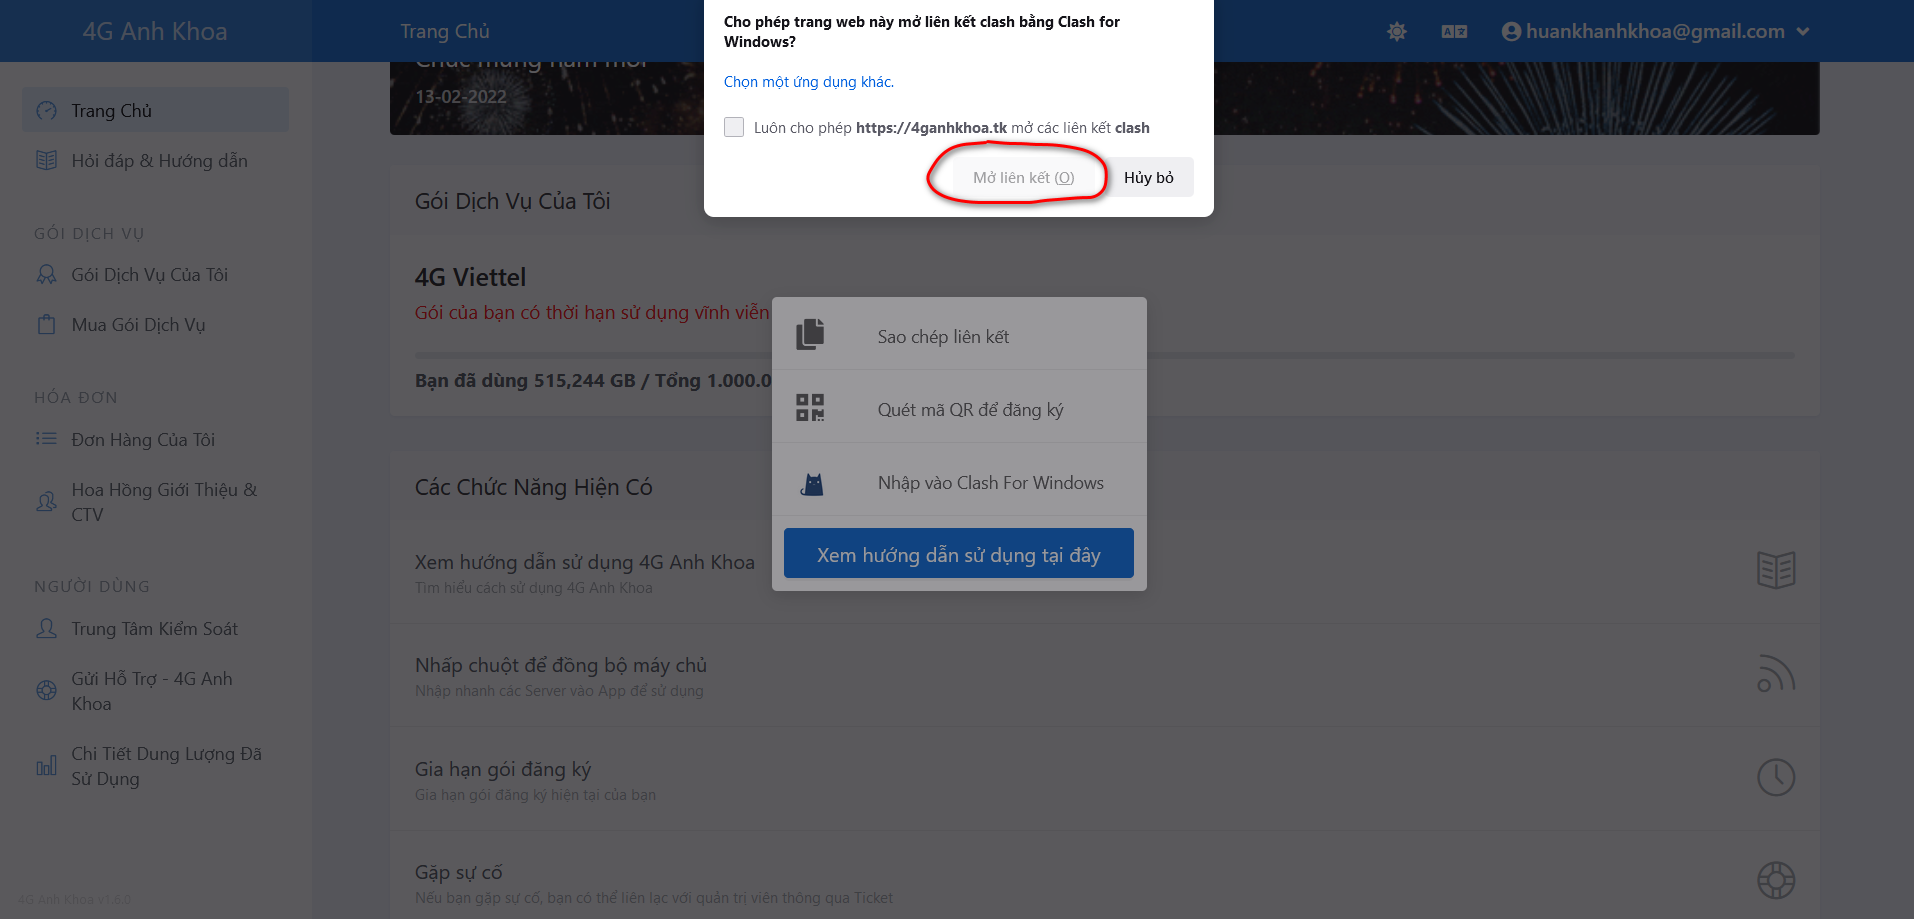 4G Anh Khoa
Trang Chủ
huankhanhkhoa@gmail.com
Cho phép trang web này mở liên kết clash bằng Clash for
Windows?
Chọn một ứng dụng khác.
Luôn cho phép https://4ganhkhoa.tk mở các liên kết clash
Mở liên kết (O)
Hủy bỏ
Chúc mừng năm mới
13-02-2022
Trang Chủ
Hỏi đáp & Hướng dẫn
GÓI DỊCH VỤ
Gói Dịch Vụ Của Tôi
Mua Gói Dịch Vụ
HÓA ĐƠN
Đơn Hàng Của Tôi
Hoa Hồng Giới Thiệu &
CTV
NGƯỜI DÙNG
Trung Tâm Kiểm Soát
Gửi Hỗ Trợ - 4G Anh
Khoa
Chi Tiết Dung Lượng Đã
Sử Dụng
4G Anh Khoa v1.6.0
Gói Dịch Vụ Của Tôi
4G Viettel
Gói của bạn có thời hạn sử dụng vĩnh viễn
Bạn đã dùng 515,244 GB / Tổng 1.000.0
Sao chép liên kết
Quét mã QR để đăng ký
Nhập vào Clash For Windows
Xem hướng dẫn sử dụng tại đây
Các Chức Năng Hiện Có
Xem hướng dẫn sử dụng 4G Anh Khoa
Tìm hiểu cách sử dụng 4G Anh Khoa
Nhấp chuột để đồng bộ máy chủ
Nhập nhanh các Server vào App để sử dụng
Gia hạn gói đăng ký
Gia hạn gói đăng ký hiện tại của bạn
Gặp sự cố
Nếu bạn gặp sự cố, bạn có thể liên lạc với quản trị viên thông qua Ticket